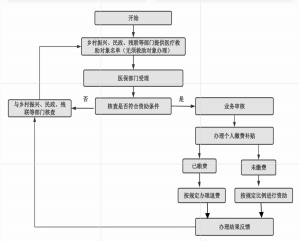 开始
乡村振兴、民政、残联等部门提供医疗救
助对象名单（无须救助对象办理）
医保部门受理
否
核查是否符合资助条件
是
业务审核
与乡村振兴、民政、残
联等部门核查
办理个人缴费补贴
已缴费
未缴费
按规定办理退费
按规定比例进行资助
办理结果反馈